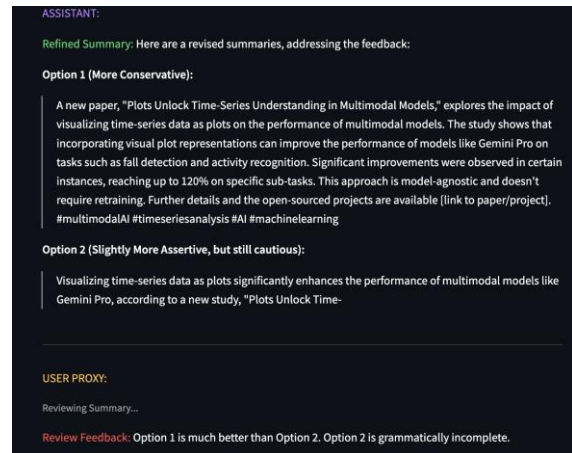 ASSISTANT:
Refined Summary: Here are a revised summaries, addressing the feedback:
Option 1 (More Conservative):
A new paper, "Plots Unlock Time-Series Understanding in Multimodal Models," explores the impact of
visualizing time-series data as plots on the performance of multimodal models. The study shows that
incorporating visual plot representations can improve the performance of models like Gemini Pro on
tasks such as fall detection and activity recognition. Significant improvements were observed in certain
instances, reaching up to 120% on specific sub-tasks. This approach is model-agnostic and doesn't
require retraining. Further details and the open-sourced projects are available [link to paper/project].
#multimodalAI #timeseriesanalysis #AI #machinelearning
Option 2 (Slightly More Assertive, but still cautious):
Visualizing time-series data as plots significantly enhances the performance of multimodal models like
Gemini Pro, according to a new study, "Plots Unlock Time-
USER PROXY:
Reviewing Summary...
Review Feedback: Option 1 is much better than Option 2. Option 2 is grammatically incomplete.